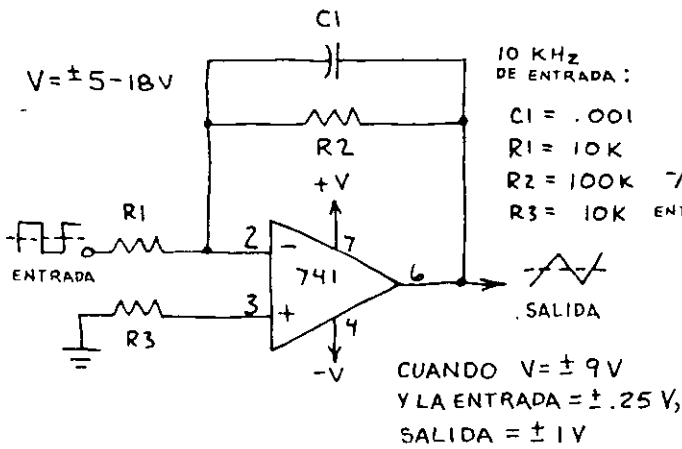 C1
V = ± 5-18 V
10 KHz
DE ENTRADA :
C1 = .001
R1 = 10K
R2 = 100K
R3 = 10K
R2
+V
R1
2
-
7
741
6
ENTRADA
3
+
4
R3
-V
SALIDA
CUANDO V = ± 9V
Y LA ENTRADA = ± .25 V,
SALIDA = ± 1V